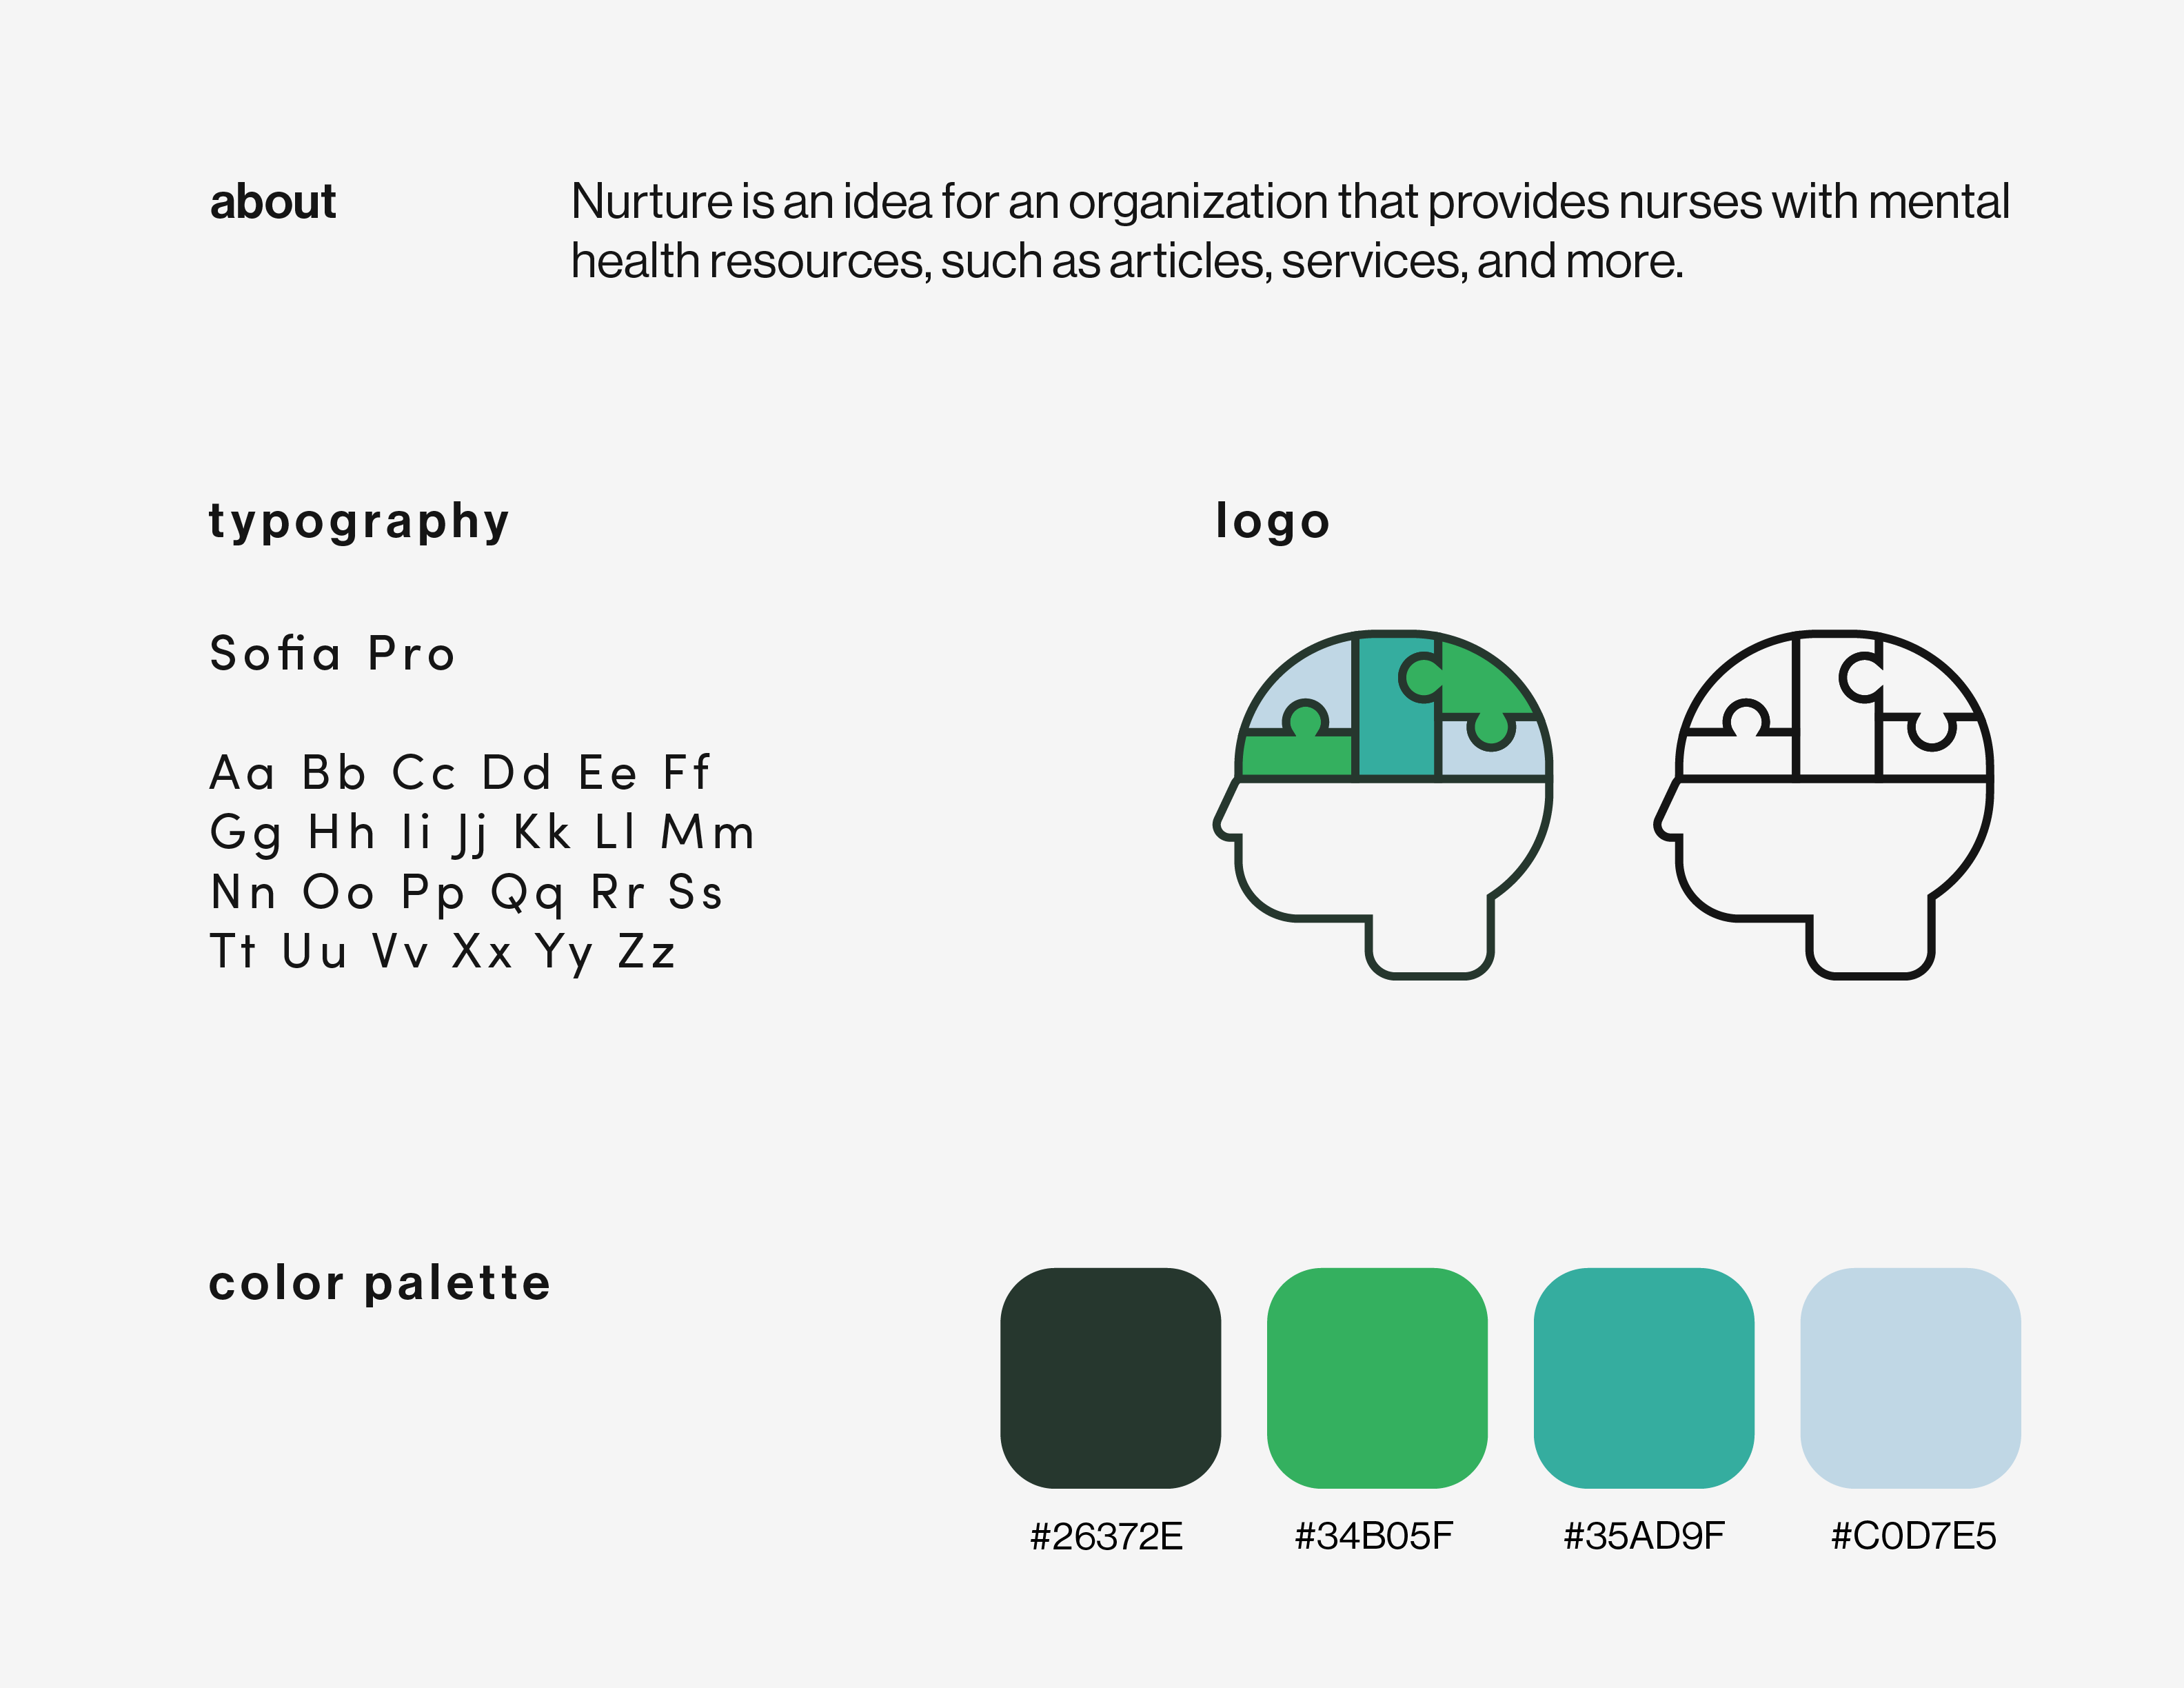 about
Nurture is an idea for an organization that provides nurses with mental
health resources, such as articles, services, and more.
typography
logo
Sofia Pro
Aa Bb Cc Dd Ee Ff
Gg Hh Ii Jj Kk Ll Mm
Nn Oo Pp Qq Rr Ss
Tt Uu Vv Xx Yy Zz
color palette
#26372E
#34B05F
#35AD9F
#C0D7E5